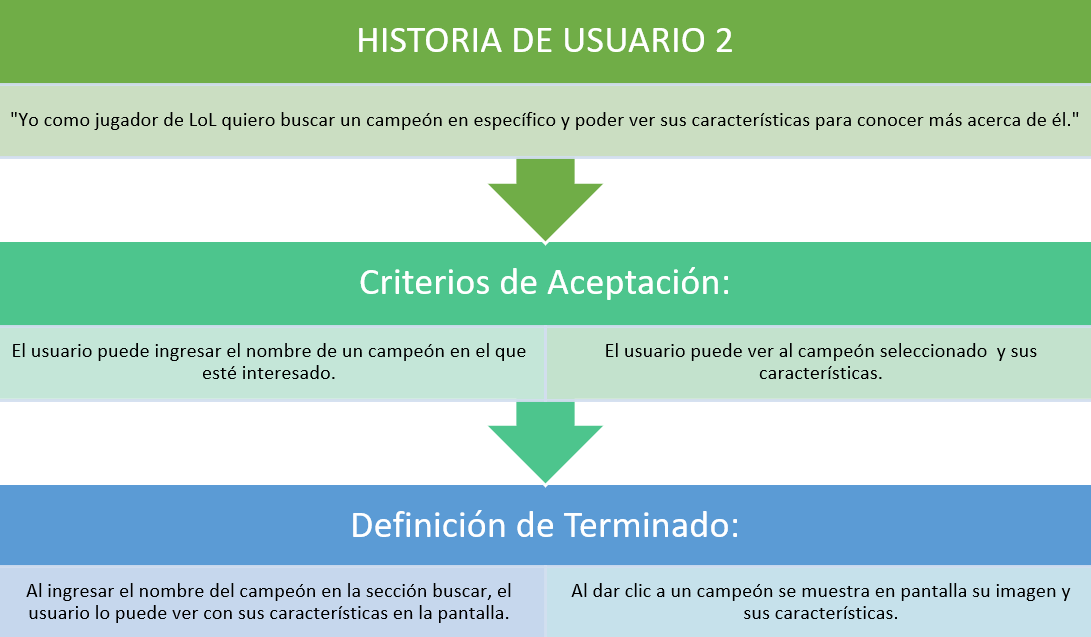 HISTORIA DE USUARIO 2
"Yo como jugador de LoL quiero buscar un campeón en específico y poder ver sus características para conocer más acerca de él."
Criterios de Aceptación:
El usuario puede ingresar el nombre de un campeón en el que
esté interesado.
El usuario puede ver al campeón seleccionado  y sus
características.
Definición de Terminado:
Al ingresar el nombre del campeón en la sección buscar, el
usuario lo puede ver con sus características en la pantalla.
Al dar clic a un campeón se muestra en pantalla su imagen y
sus características.